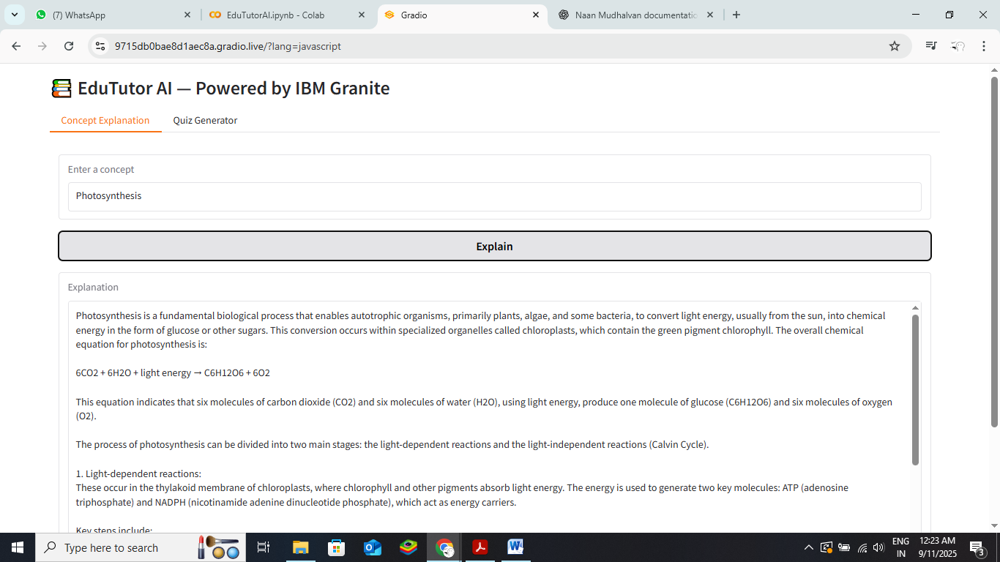 (7) WhatsApp
EduTutorAI.ipynb - Colab
Gradio
Naan Mudhalvan documentatio
9715db0bae8d1aec8a.gradio.live/?lang=javascript
EduTutor AI — Powered by IBM Granite
Concept Explanation
Quiz Generator
Enter a concept
Photosynthesis
Explain
Explanation
Photosynthesis is a fundamental biological process that enables autotrophic organisms, primarily plants, algae, and some bacteria, to convert light energy, usually from the sun, into chemical
energy in the form of glucose or other sugars. This conversion occurs within specialized organelles called chloroplasts, which contain the green pigment chlorophyll. The overall chemical
equation for photosynthesis is:
6CO2 + 6H2O + light energy → C6H12O6 + 6O2
This equation indicates that six molecules of carbon dioxide (CO2) and six molecules of water (H2O), using light energy, produce one molecule of glucose (C6H12O6) and six molecules of oxygen
(O2).
The process of photosynthesis can be divided into two main stages: the light-dependent reactions and the light-independent reactions (Calvin Cycle).
1. Light-dependent reactions:
These occur in the thylakoid membrane of chloroplasts, where chlorophyll and other pigments absorb light energy. The energy is used to generate two key molecules: ATP (adenosine
triphosphate) and NADPH (nicotinamide adenine dinucleotide phosphate), which act as energy carriers.
Key steps include:
Type here to search
ENG
IN
12:23 AM
9/11/2025
3